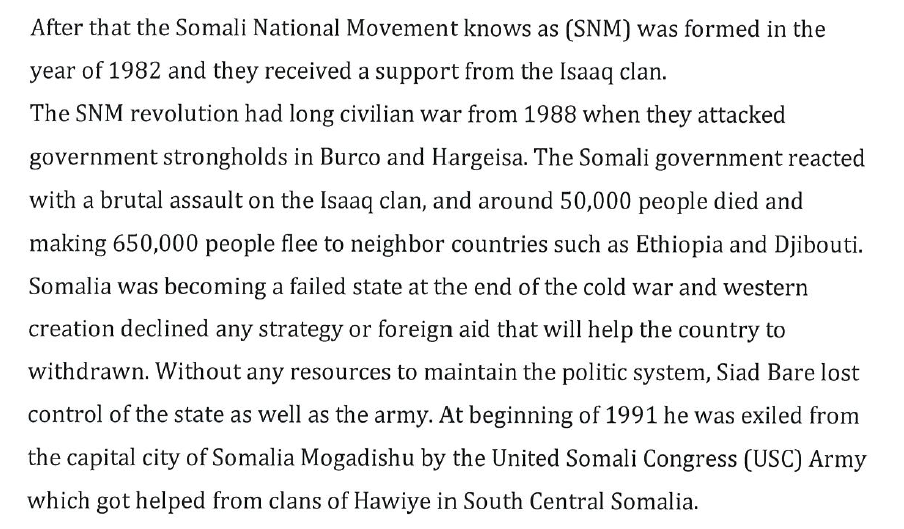 After that the Somali National Movement knows as (SNM) was formed in the
year of 1982 and they received a support from the Isaaq clan.
The SNM revolution had long civilian war from 1988 when they attacked
government strongholds in Burco and Hargeisa. The Somali government reacted
with a brutal assault on the Isaaq clan, and around 50,000 people died and
making 650,000 people flee to neighbor countries such as Ethiopia and Djibouti.
Somalia was becoming a failed state at the end of the cold war and western
creation declined any strategy or foreign aid that will help the country to
withdrawn. Without any resources to maintain the politic system, Siad Bare lost
control of the state as well as the army. At beginning of 1991 he was exiled from
the capital city of Somalia Mogadishu by the United Somali Congress (USC) Army
which got helped from clans of Hawiye in South Central Somalia.